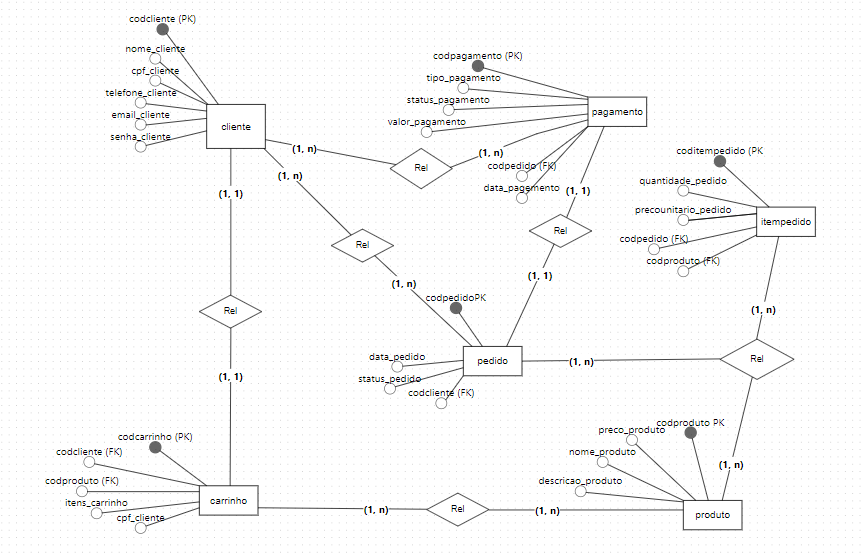 codcliente (PK)
nome_cliente
cpf_cliente
telefone_cliente
email_cliente
senha_cliente
cliente
codpagamento (PK)
tipo_pagamento
status_pagamento
valor_pagamento
pagamento
codpedido (FK)
data_pagemento
coditempedido (PK
quantidade_pedido
precounitario_pedido
codpedido (FK)
codproduto (FK)
itempedido
(1, n)
Rel
(1, n)
(1, n)
Rel
(1, n)
(1, 1)
Rel
(1, 1)
(1, 1)
Rel
(1, 1)
codpedidoPK
data_pedido
status_pedido
codcliente (FK)
pedido
(1, n)
Rel
(1, n)
(1, n)
codcarrinho (PK)
codcliente (FK)
codproduto (FK)
itens_carrinho
cpf_cliente
carrinho
(1, n)
Rel
(1, n)
preco_produto
codproduto PK
nome_produto
descricao_produto
produto